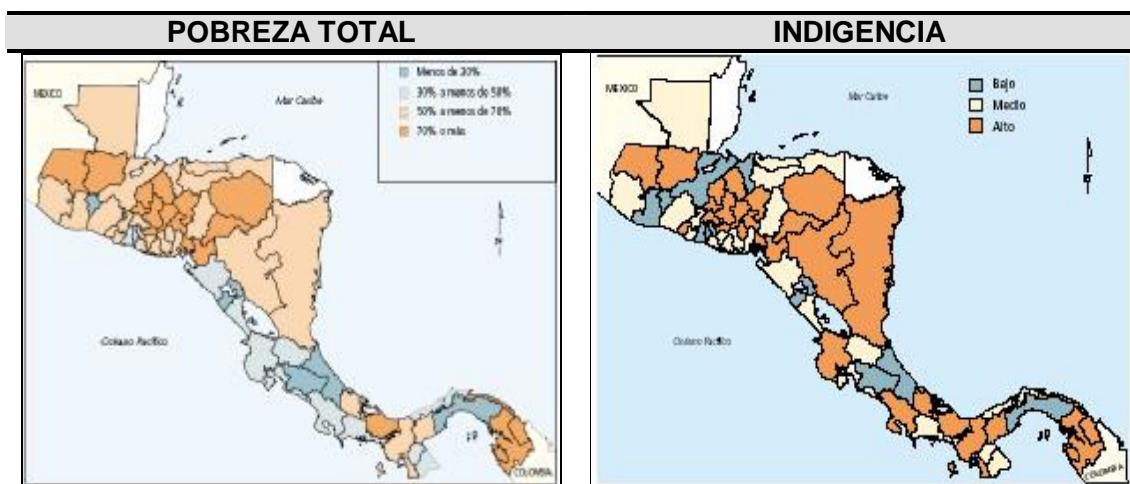 POBREZA TOTAL
INDIGENCIA
MEXICO
Mar Caribe
Menos de 30%
30% a menos de 50%
50% a menos de 70%
70% o más
Océano Pacífico
COLOMBIA
MEXICO
Mar Caribe
Bajo
Medio
Alto
Océano Pacífico
COLOMBIA